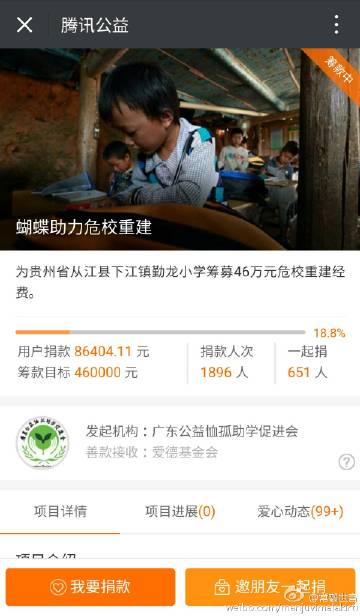 腾讯公益
筹款中
蝴蝶助力危校重建
为贵州省从江县下江镇勤龙小学筹募46万元危校重建经
费。
18.8%
用户捐款 86404.11 元
捐款人次
一起捐
筹款目标 460000 元
1896 人
651 人
发起机构：广东公益恤孤助学促进会
善款接收：爱德基金会
项目详情
项目进展(0)
爱心动态(99+)
项目介绍
我要捐款
邀朋友一起捐